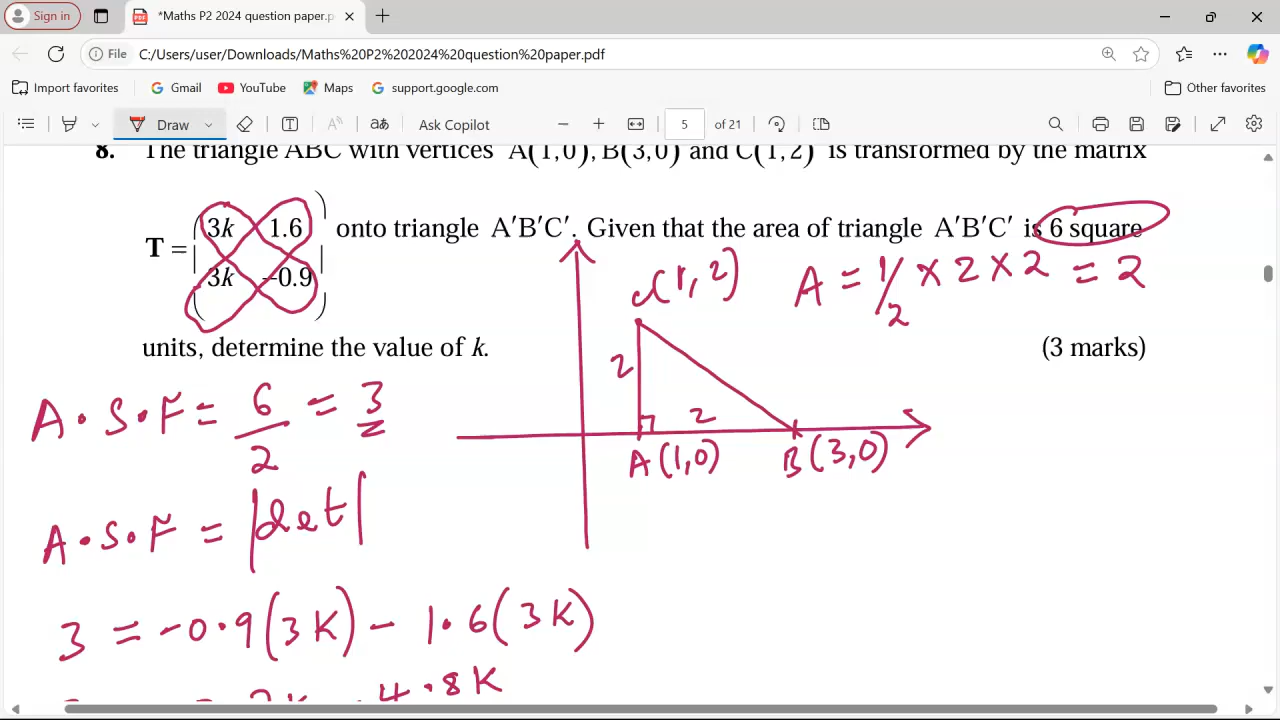 Sign in
*Maths P2 2024 question paper.p
File C:/Users/user/Downloads/Maths%20P2%202024%20question%20paper.pdf
Import favorites Gmail YouTube Maps support.google.com Other favorites
Draw Ask Copilot 5 of 21
8. The triangle ABC with vertices A(1,0), B(3,0) and C(1,2) is transformed by the matrix
T = (3k 1.6
3k -0.9) onto triangle A′B′C′. Given that the area of triangle A′B′C′ is 6 square
units, determine the value of k. (3 marks)
C(1, 2)
A = 1/2 × 2 × 2 = 2
2
2
A(1,0) B(3,0)
A.S.F = 6/2 = 3
A.S.F = |det|
3 = -0.9(3K) - 1.6(3K)
4.8K